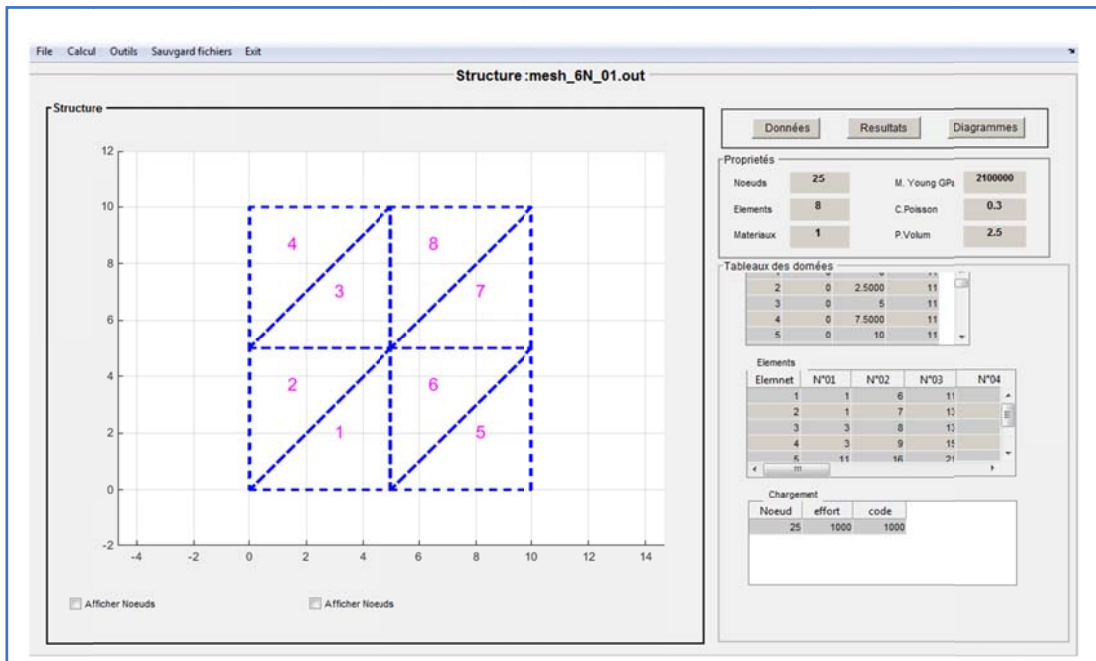 File Calcul Outils Sauvgard fichiers Exit
Structure :mesh_6N_01.out
Structure
12
10
8
6
4
2
0
-2
-4 -2 0 2 4 6 8 10 12 14
4 8
3 7
2 6
1 5
Afficher Noeuds Afficher Noeuds
Données Resultats Diagrammes
Proprietés
Noeuds 25 M. Young GPa 2100000
Elements 8 C.Poisson 0.3
Materiaux 1 P.Volum 2.5
Tableaux des données
2 0 2.5000 11
3 0 5 11
4 0 7.5000 11
5 0 10 11
Elements
Elemnet N°01 N°02 N°03 N°04
1 1 6 11
2 1 7 13
3 3 8 13
4 3 9 15
5 11 16 21
Chargement
Noeud effort code
25 1000 1000